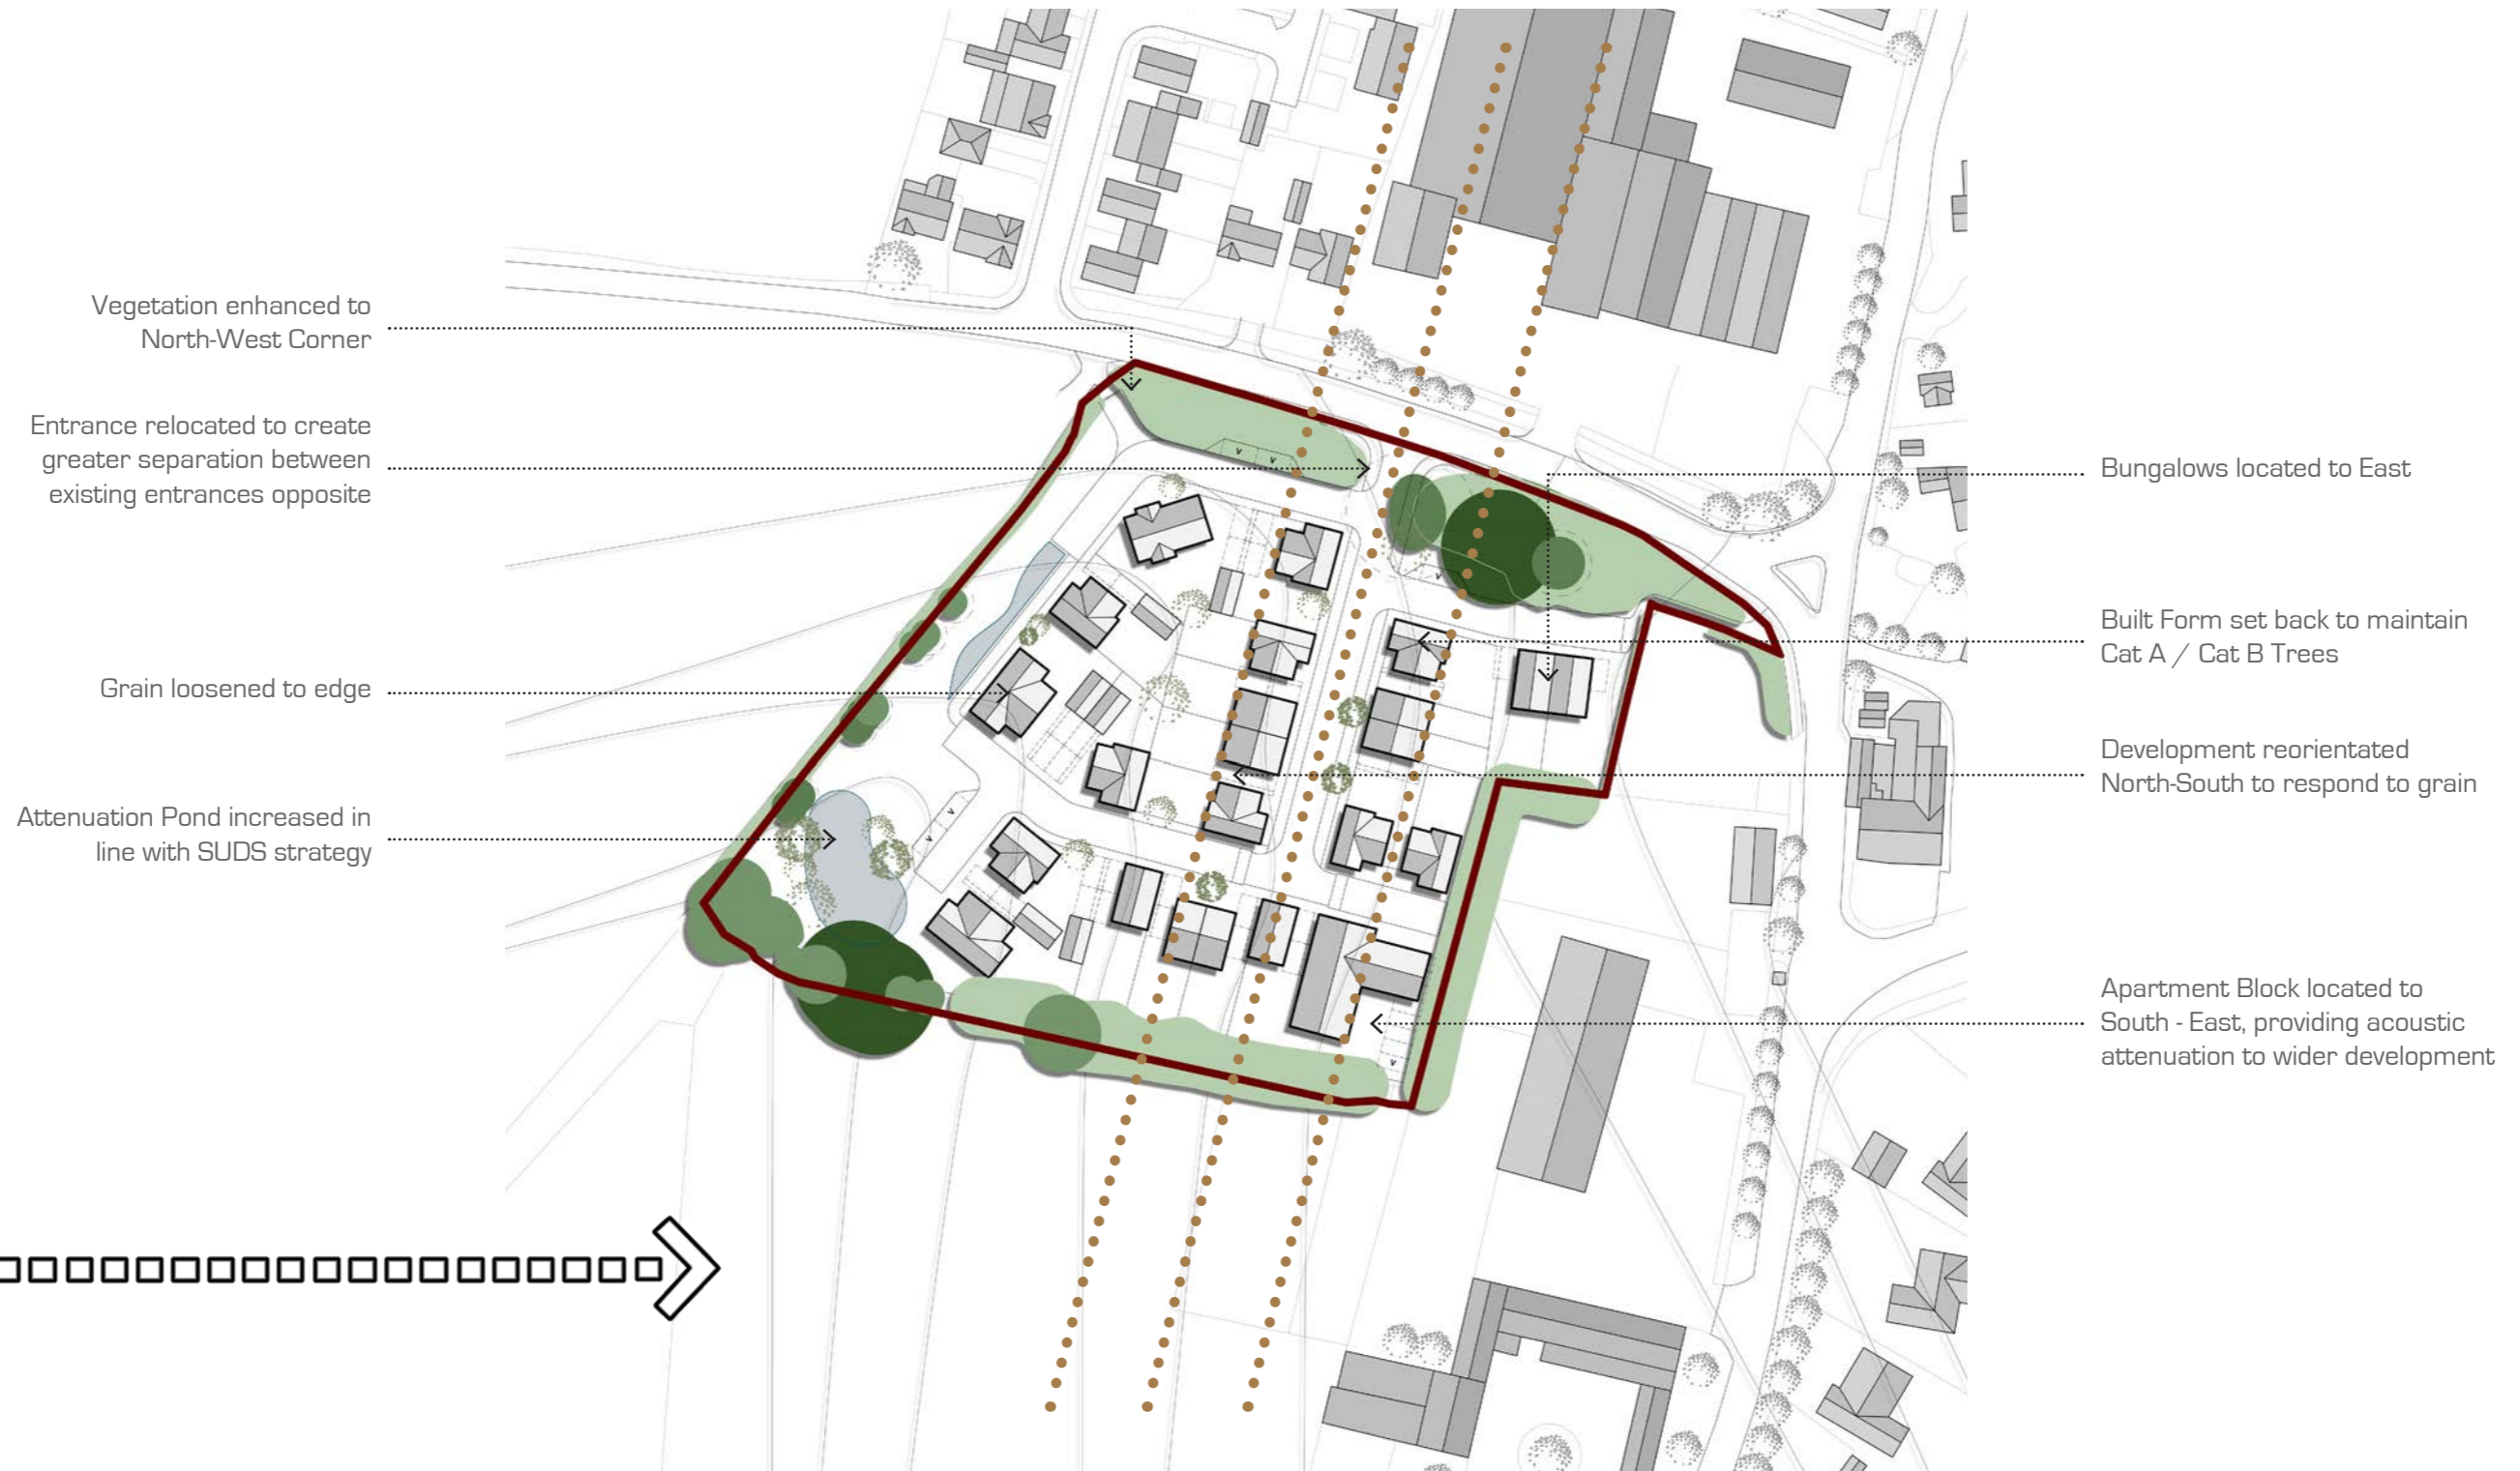 Vegetation enhanced to
North-West Corner
Entrance relocated to create
greater separation between
existing entrances opposite
Grain loosened to edge
Attenuation Pond increased in
line with SUDS strategy
Bungalows located to East
Built Form set back to maintain
Cat A / Cat B Trees
Development reorientated
North-South to respond to grain
Apartment Block located to
South - East, providing acoustic
attenuation to wider development
v v
v
v
v
v